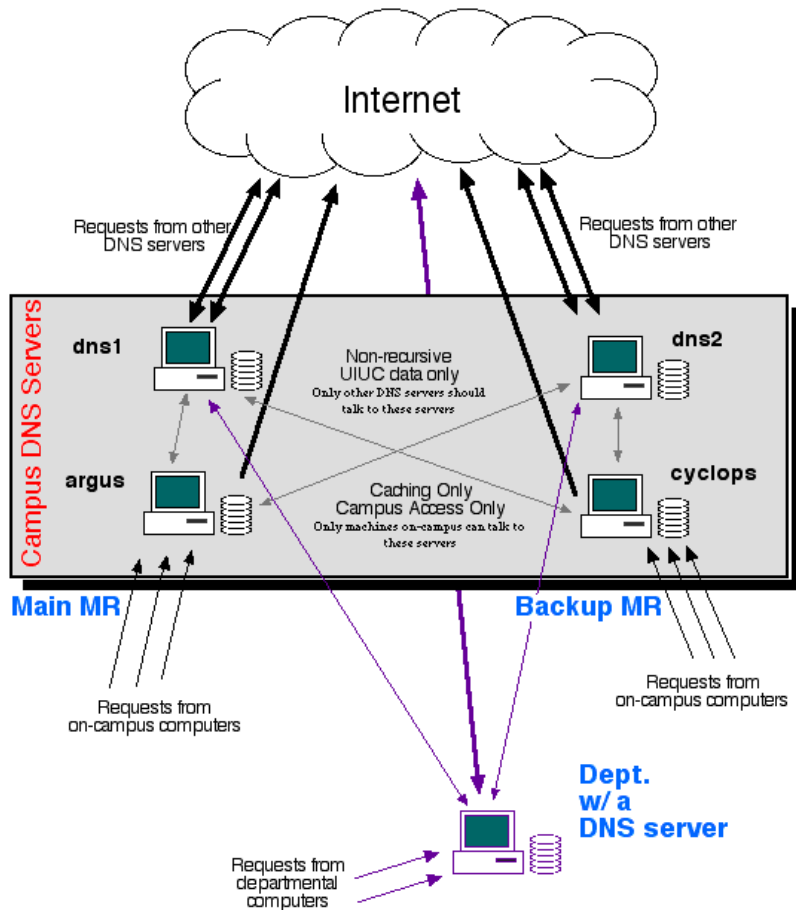 Internet
Requests from other
DNS servers
Requests from other
DNS servers
Campus DNS Servers
dns1
dns2
Non-recursive
UIUC data only
Only other DNS servers should
talk to these servers
argus
cyclops
Caching Only
Campus Access Only
Only machines on-campus can talk to
these servers
Main MR
Backup MR
Requests from
on-campus computers
Requests from
on-campus computers
Dept.
w/ a
DNS server
Requests from
departmental
computers